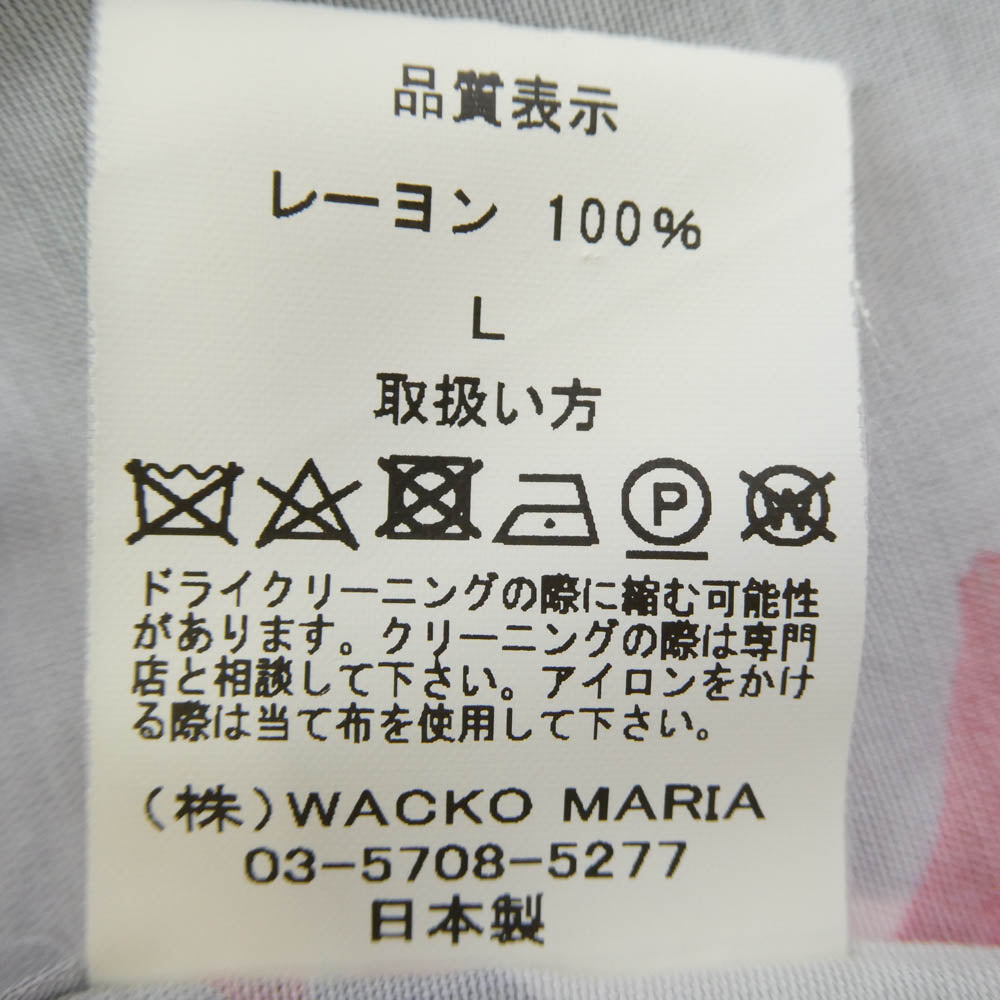 品質表示
レーヨン 100%
L
取扱い方
P W
ドライクリーニングの際に縮む可能性
があります。クリーニングの際は専門
店と相談して下さい。アイロンをかけ
る際は当て布を使用して下さい。
(株)WACKO MARIA
03-5708-5277
日本製